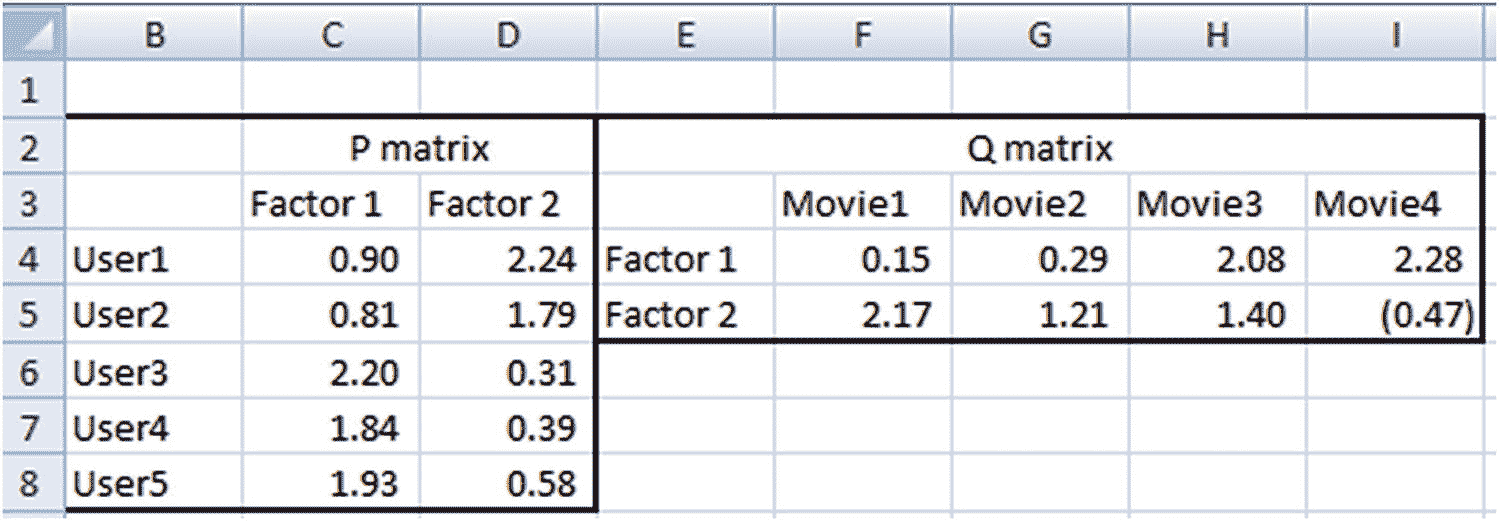 B C D E F G H I
1
2 P matrix Q matrix
3 Factor 1 Factor 2 Movie1 Movie2 Movie3 Movie4
4 User1 0.90 2.24 Factor 1 0.15 0.29 2.08 2.28
5 User2 0.81 1.79 Factor 2 2.17 1.21 1.40 (0.47)
6 User3 2.20 0.31
7 User4 1.84 0.39
8 User5 1.93 0.58